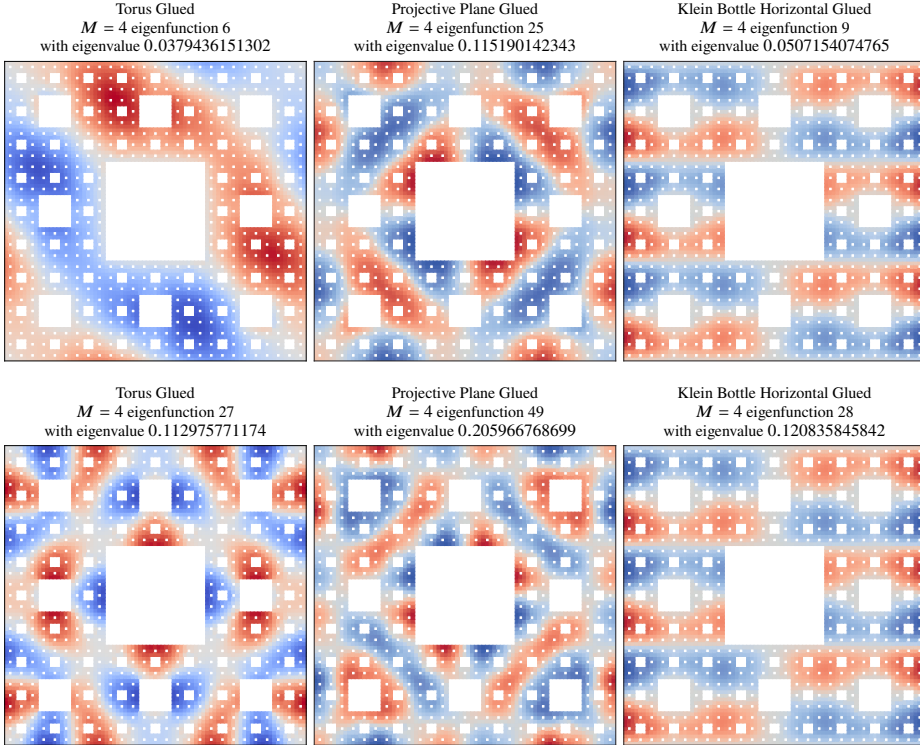 Torus Glued
M = 4 eigenfunction 6
with eigenvalue 0.0379436151302
Projective Plane Glued
M = 4 eigenfunction 25
with eigenvalue 0.115190142343
Klein Bottle Horizontal Glued
M = 4 eigenfunction 9
with eigenvalue 0.0507154074765
Torus Glued
M = 4 eigenfunction 27
with eigenvalue 0.112975771174
Projective Plane Glued
M = 4 eigenfunction 49
with eigenvalue 0.205966768699
Klein Bottle Horizontal Glued
M = 4 eigenfunction 28
with eigenvalue 0.120835845842